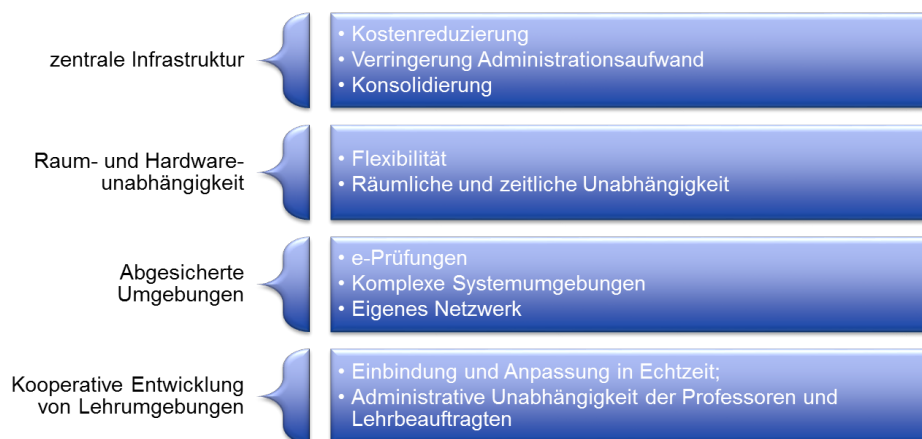 zentrale Infrastruktur
• Kostenreduzierung
• Verringerung Administrationsaufwand
• Konsolidierung
Raum- und Hardware-
unabhängigkeit
• Flexibilität
• Räumliche und zeitliche Unabhängigkeit
Abgesicherte
Umgebungen
• e-Prüfungen
• Komplexe Systemumgebungen
• Eigenes Netzwerk
Kooperative Entwicklung
von Lehrumgebungen
• Einbindung und Anpassung in Echtzeit;
• Administrative Unabhängigkeit der Professoren und
Lehrbeauftragten